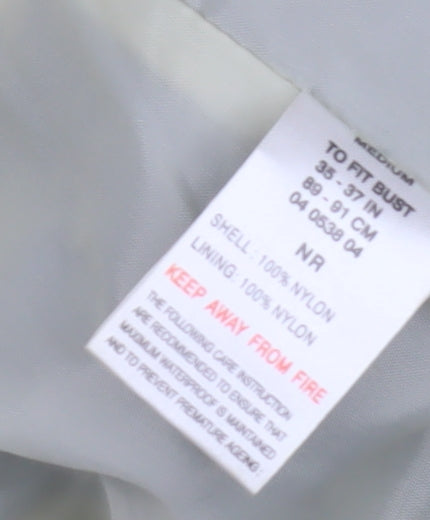 MEDIUM
TO FIT BUST
35 - 37 IN
89 - 91 CM
04 0538 04
NR
SHELL: 100% NYLON
LINING: 100% NYLON
KEEP AWAY FROM FIRE
THE FOLLOWING CARE INSTRUCTION
ARE RECOMMENDED TO ENSURE THAT
MAXIMUM WATERPROOF IS MAINTAINED
AND TO PREVENT PREMATURE AGEING: